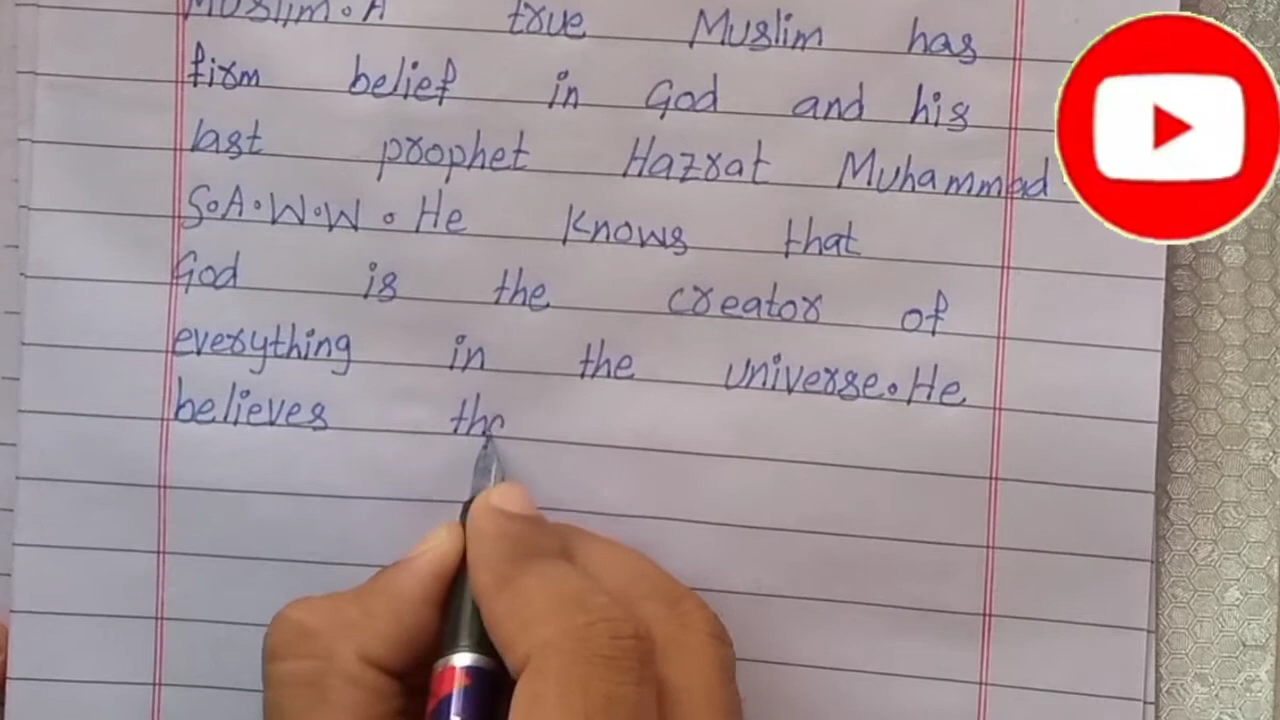 Muslim. A true Muslim has
firm belief in God and his
last prophet Hazrat Muhammad
S.A.W.W. He knows that
God is the creator of
everything in the universe. He
believes tha